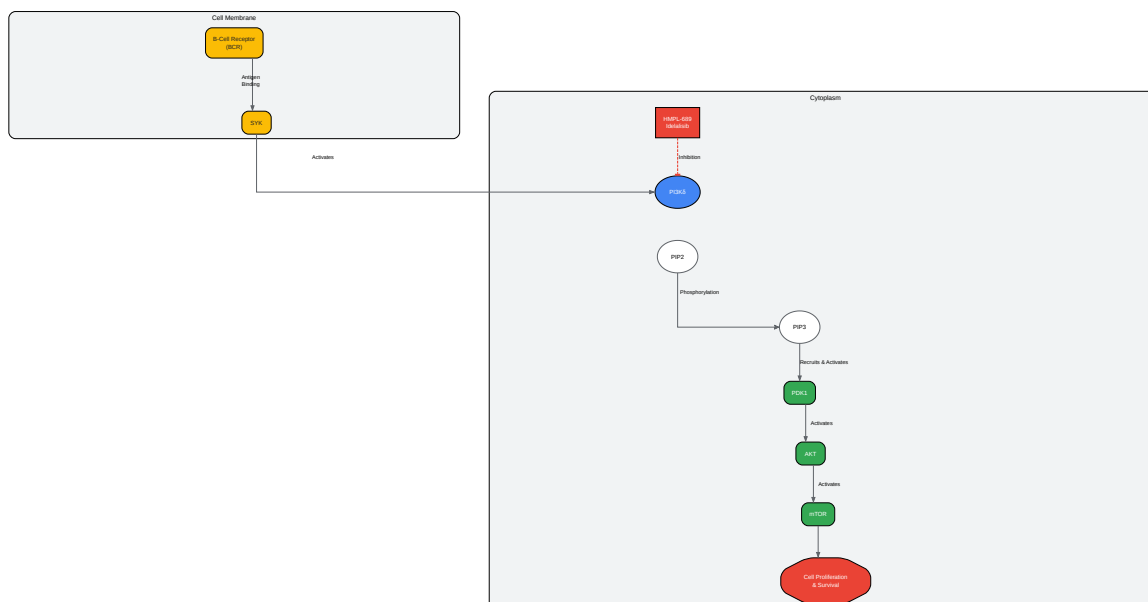 Cell Membrane
B-Cell Receptor
(BCR)
Antigen
Binding
SYK
Activates
Cytoplasm
HMPL-689
Idelalisib
Inhibition
PI3Kδ
PIP2
Phosphorylation
PIP3
Recruits & Activates
PDK1
Activates
AKT
Activates
mTOR
Cell Proliferation
& Survival